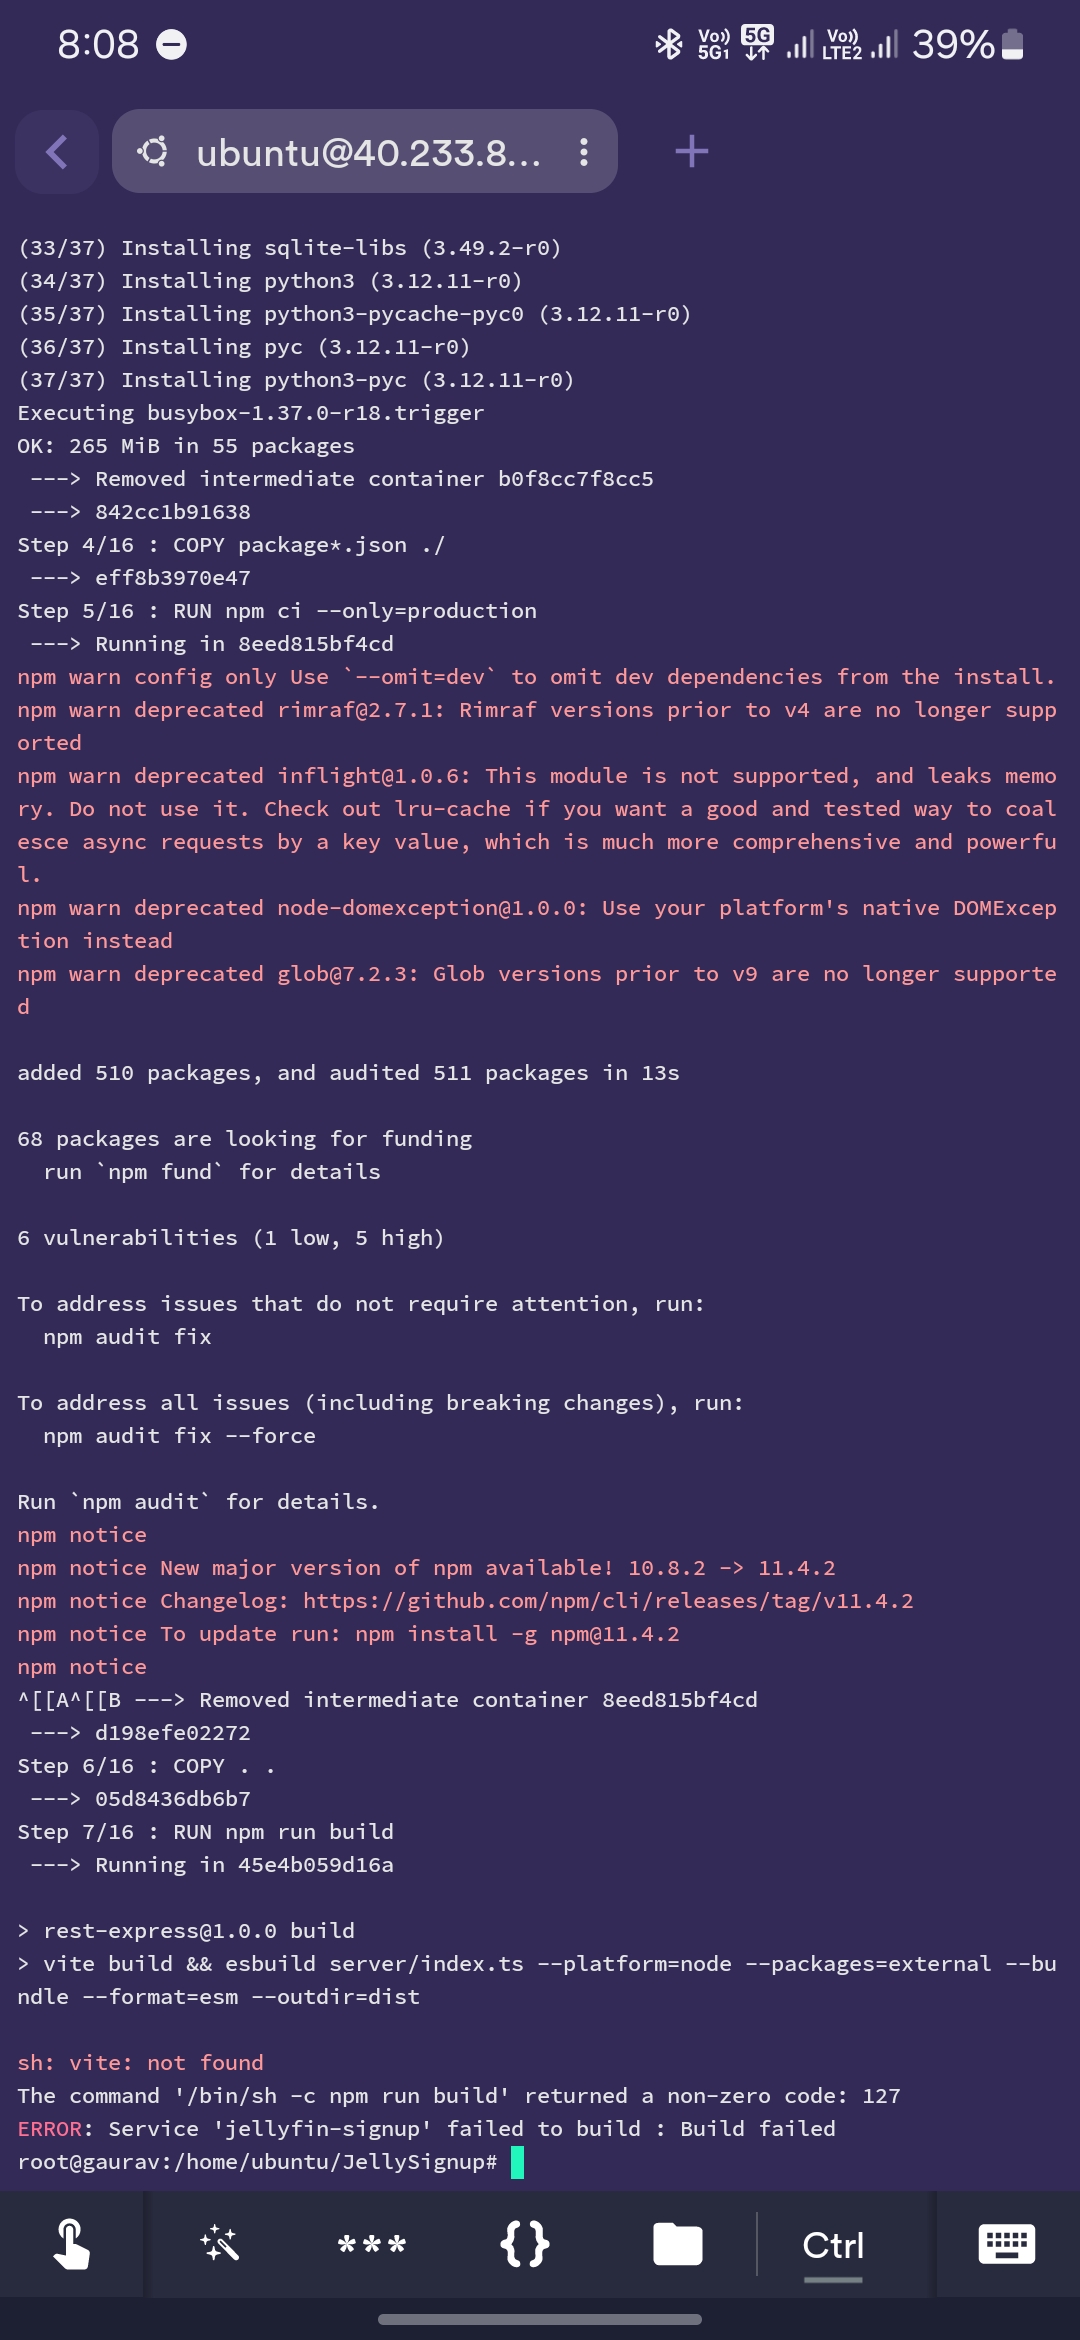 8:08
Vo)) 5G1 5G Vo)) LTE2 39%
ubuntu@40.233.8...
(33/37) Installing sqlite-libs (3.49.2-r0)
(34/37) Installing python3 (3.12.11-r0)
(35/37) Installing python3-pycache-pyc0 (3.12.11-r0)
(36/37) Installing pyc (3.12.11-r0)
(37/37) Installing python3-pyc (3.12.11-r0)
Executing busybox-1.37.0-r18.trigger
OK: 265 MiB in 55 packages
 ---> Removed intermediate container b0f8cc7f8cc5
 ---> 842cc1b91638
Step 4/16 : COPY package*.json ./
 ---> eff8b3970e47
Step 5/16 : RUN npm ci --only=production
 ---> Running in 8eed815bf4cd
npm warn config only Use `--omit=dev` to omit dev dependencies from the install.
npm warn deprecated rimraf@2.7.1: Rimraf versions prior to v4 are no longer supp
orted
npm warn deprecated inflight@1.0.6: This module is not supported, and leaks memo
ry. Do not use it. Check out lru-cache if you want a good and tested way to coal
esce async requests by a key value, which is much more comprehensive and powerfu
l.
npm warn deprecated node-domexception@1.0.0: Use your platform's native DOMExcep
tion instead
npm warn deprecated glob@7.2.3: Glob versions prior to v9 are no longer supporte
d
added 510 packages, and audited 511 packages in 13s
68 packages are looking for funding
  run `npm fund` for details
6 vulnerabilities (1 low, 5 high)
To address issues that do not require attention, run:
  npm audit fix
To address all issues (including breaking changes), run:
  npm audit fix --force
Run `npm audit` for details.
npm notice
npm notice New major version of npm available! 10.8.2 -> 11.4.2
npm notice Changelog: https://github.com/npm/cli/releases/tag/v11.4.2
npm notice To update run: npm install -g npm@11.4.2
npm notice
^[[A^[[B ---> Removed intermediate container 8eed815bf4cd
 ---> d198efe02272
Step 6/16 : COPY . .
 ---> 05d8436db6b7
Step 7/16 : RUN npm run build
 ---> Running in 45e4b059d16a
> rest-express@1.0.0 build
> vite build && esbuild server/index.ts --platform=node --packages=external --bu
ndle --format=esm --outdir=dist
sh: vite: not found
The command '/bin/sh -c npm run build' returned a non-zero code: 127
ERROR: Service 'jellyfin-signup' failed to build : Build failed
root@gaurav:/home/ubuntu/JellySignup#
*** {} Ctrl